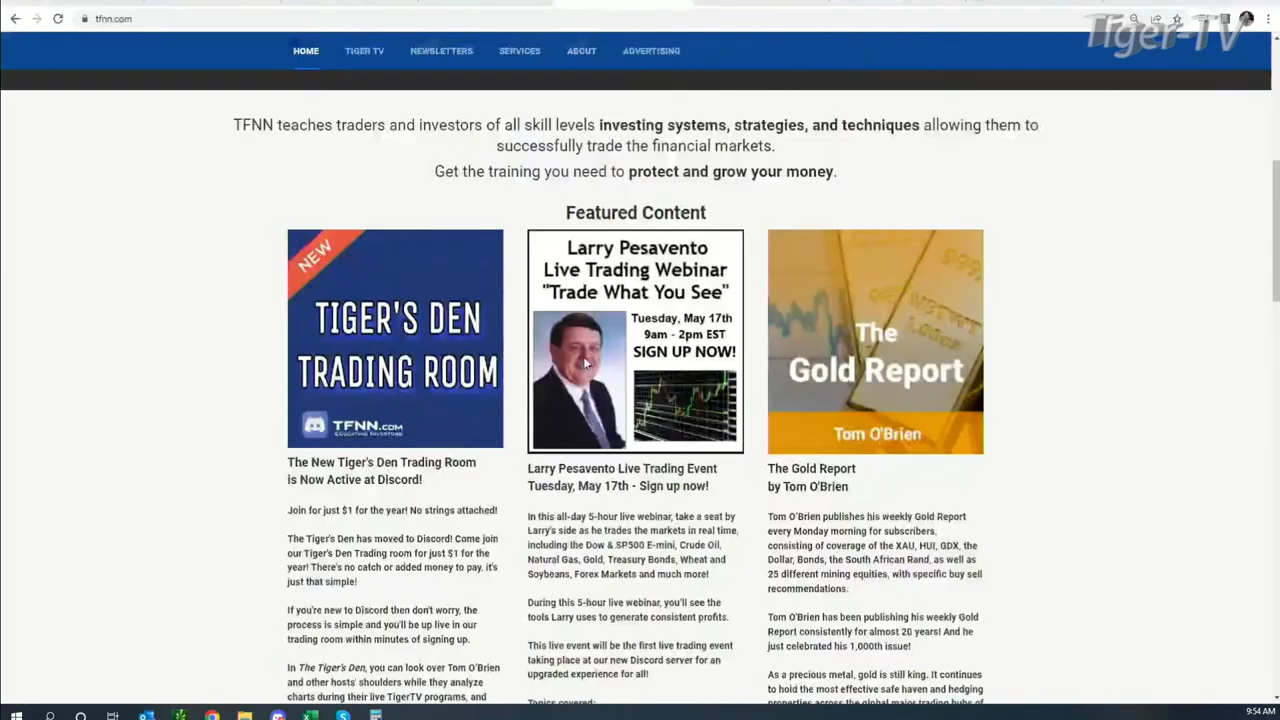 tfnn.com
Tiger-TV
HOME TIGER TV NEWSLETTERS SERVICES ABOUT ADVERTISING
TFNN teaches traders and investors of all skill levels investing systems, strategies, and techniques allowing them to
successfully trade the financial markets.
Get the training you need to protect and grow your money.
Featured Content
NEW
TIGER'S DEN
TRADING ROOM
TFNN.COM
EDUCATING INVESTORS
The New Tiger's Den Trading Room
is Now Active at Discord!
Join for just $1 for the year! No strings attached!
The Tiger's Den has moved to Discord! Come join
our Tiger's Den Trading room for just $1 for the
year! There's no catch or added money to pay, it's
just that simple!
If you're new to Discord then don't worry, the
process is simple and you'll be up live in our
trading room within minutes of signing up.
In The Tiger's Den, you can look over Tom O'Brien
and other hosts' shoulders while they analyze
charts during their live TigerTV programs, and
Larry Pesavento
Live Trading Webinar
"Trade What You See"
Tuesday, May 17th
9am - 2pm EST
SIGN UP NOW!
Larry Pesavento Live Trading Event
Tuesday, May 17th - Sign up now!
In this all-day 5-hour live webinar, take a seat by
Larry's side as he trades the markets in real time,
including the Dow & SP500 E-mini, Crude Oil,
Natural Gas, Gold, Treasury Bonds, Wheat and
Soybeans, Forex Markets and much more!
During this 5-hour live webinar, you'll see the
tools Larry uses to generate consistent profits.
This live event will be the first live trading event
taking place at our new Discord server for an
upgraded experience for all!
Topics covered:
The
Gold Report
Tom O'Brien
The Gold Report
by Tom O'Brien
Tom O'Brien publishes his weekly Gold Report
every Monday morning for subscribers,
consisting of coverage of the XAU, HUI, GDX, the
Dollar, Bonds, the South African Rand, as well as
25 different mining equities, with specific buy sell
recommendations.
Tom O'Brien has been publishing his weekly Gold
Report consistently for almost 20 years! And he
just celebrated his 1,000th issue!
As a precious metal, gold is still king. It continues
to hold the most effective safe haven and hedging
properties across the global major trading hubs of
9:54 AM